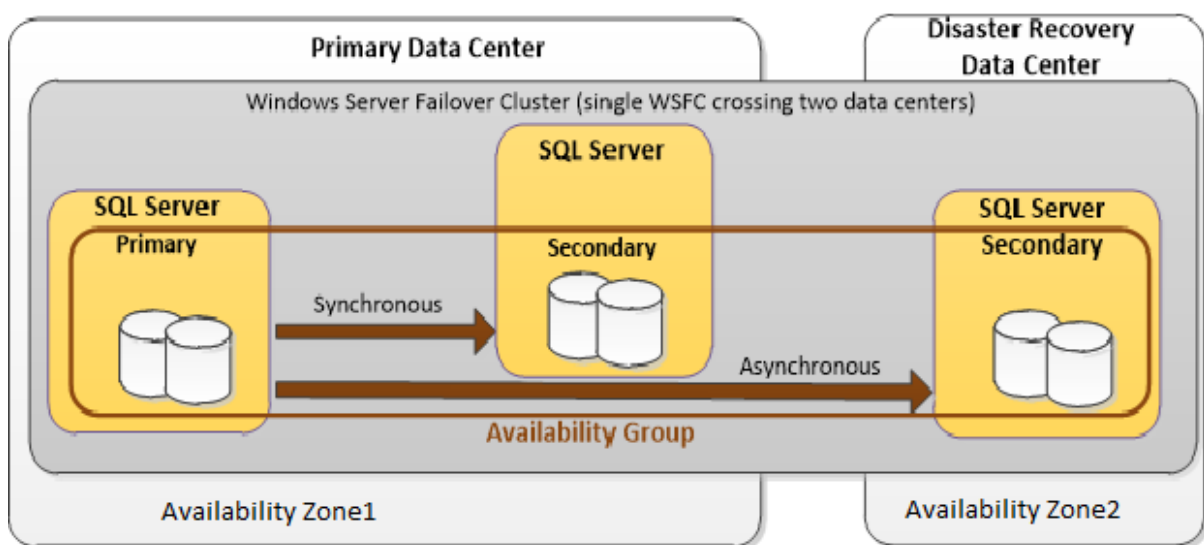 Primary Data Center
Disaster Recovery
Data Center
Windows Server Failover Cluster (single WSFC crossing two data centers)
SQL Server
Primary
SQL Server
Secondary
SQL Server
Secondary
Synchronous
Asynchronous
Availability Group
Availability Zone1
Availability Zone2